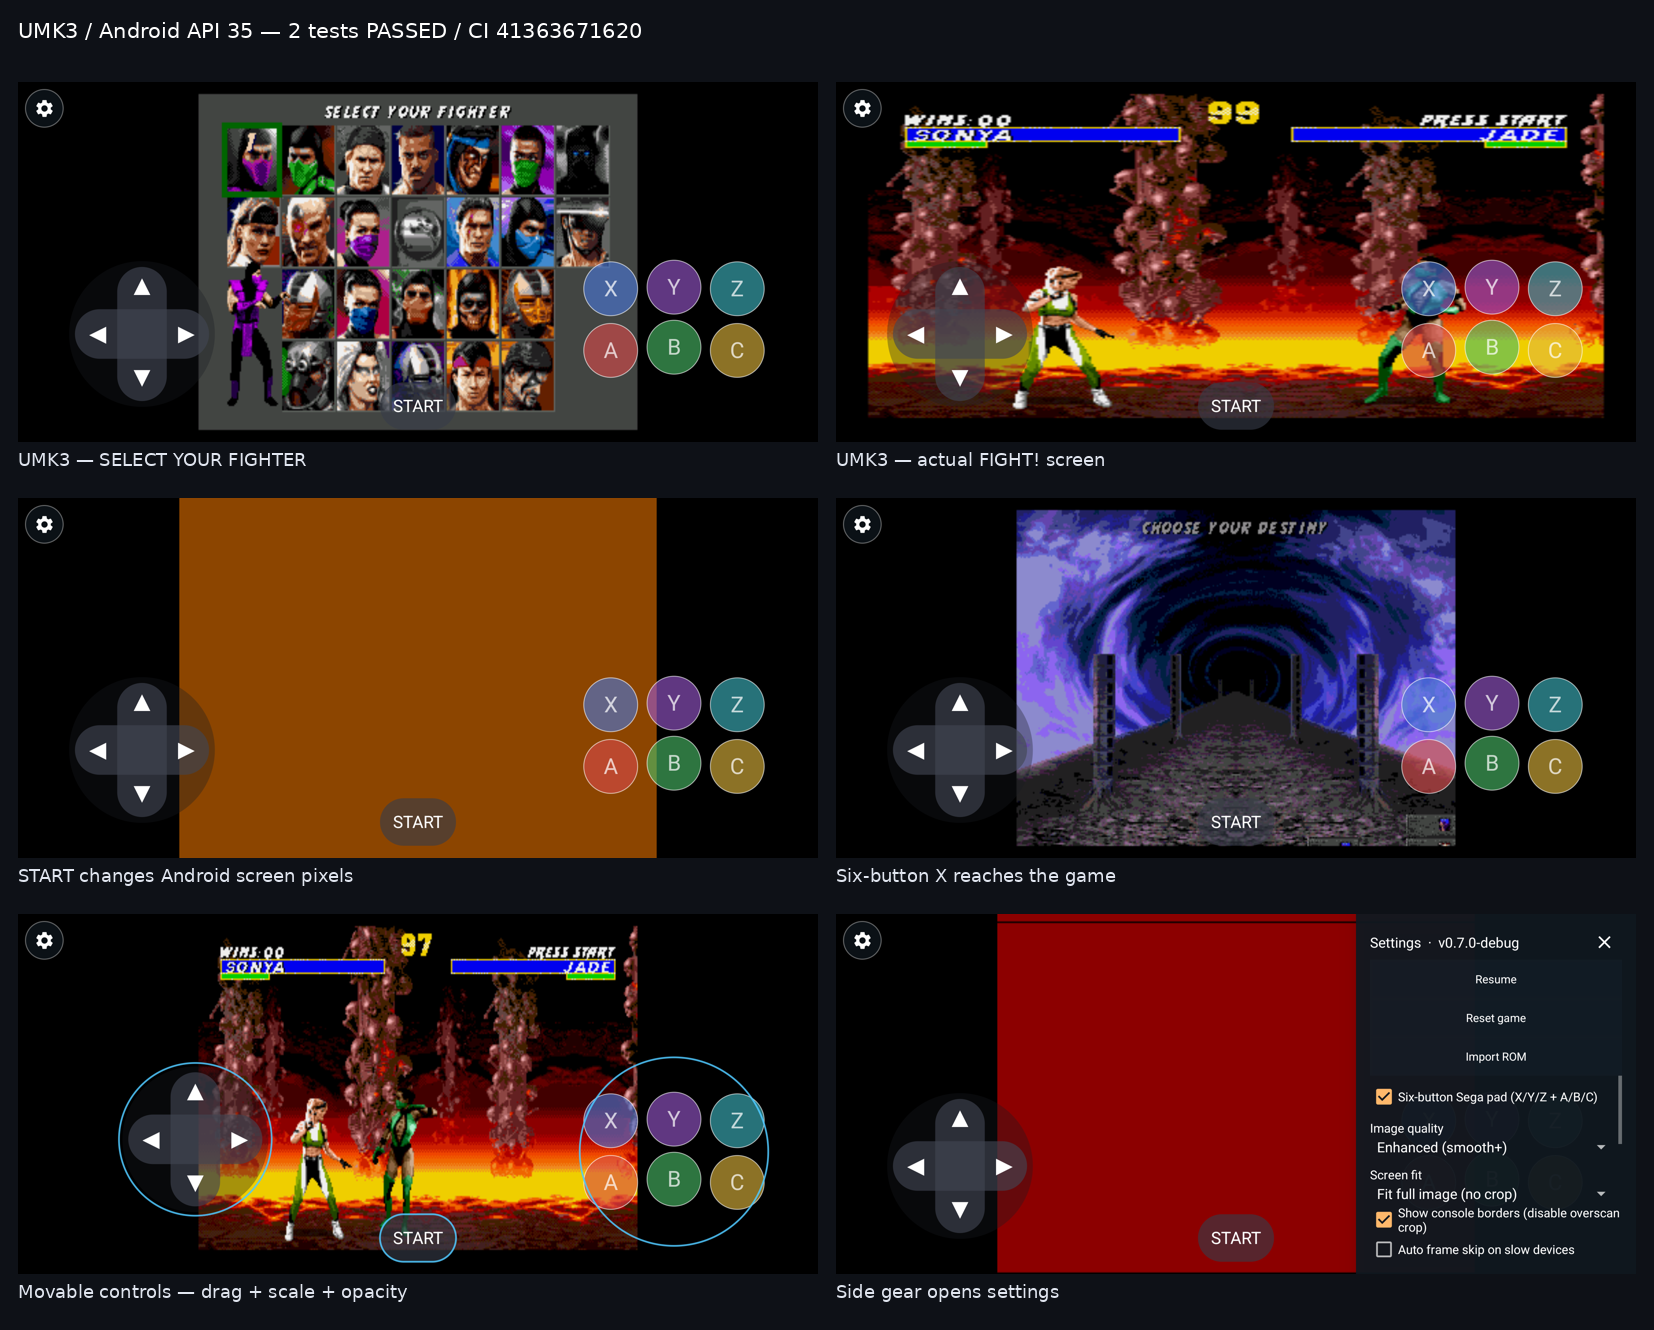 UMK3 / Android API 35 — 2 tests PASSED / CI 41363671620
SELECT YOUR FIGHTER
X Y Z
A B C
START
UMK3 — SELECT YOUR FIGHTER
WINS:00 99 PRESS START
SONYA JADE
X Y Z
A B C
START
UMK3 — actual FIGHT! screen
X Y Z
A B C
START
START changes Android screen pixels
CHOOSE YOUR DESTINY
X Y Z
A B C
START
Six-button X reaches the game
WINS:00 97 PRESS START
SONYA JADE
X Y Z
A B C
START
Movable controls — drag + scale + opacity
Settings · v0.7.0-debug
Resume
Reset game
Import ROM
Six-button Sega pad (X/Y/Z + A/B/C)
Image quality
Enhanced (smooth+)
Screen fit
Fit full image (no crop)
Show console borders (disable overscan
crop)
Auto frame skip on slow devices
START
Side gear opens settings